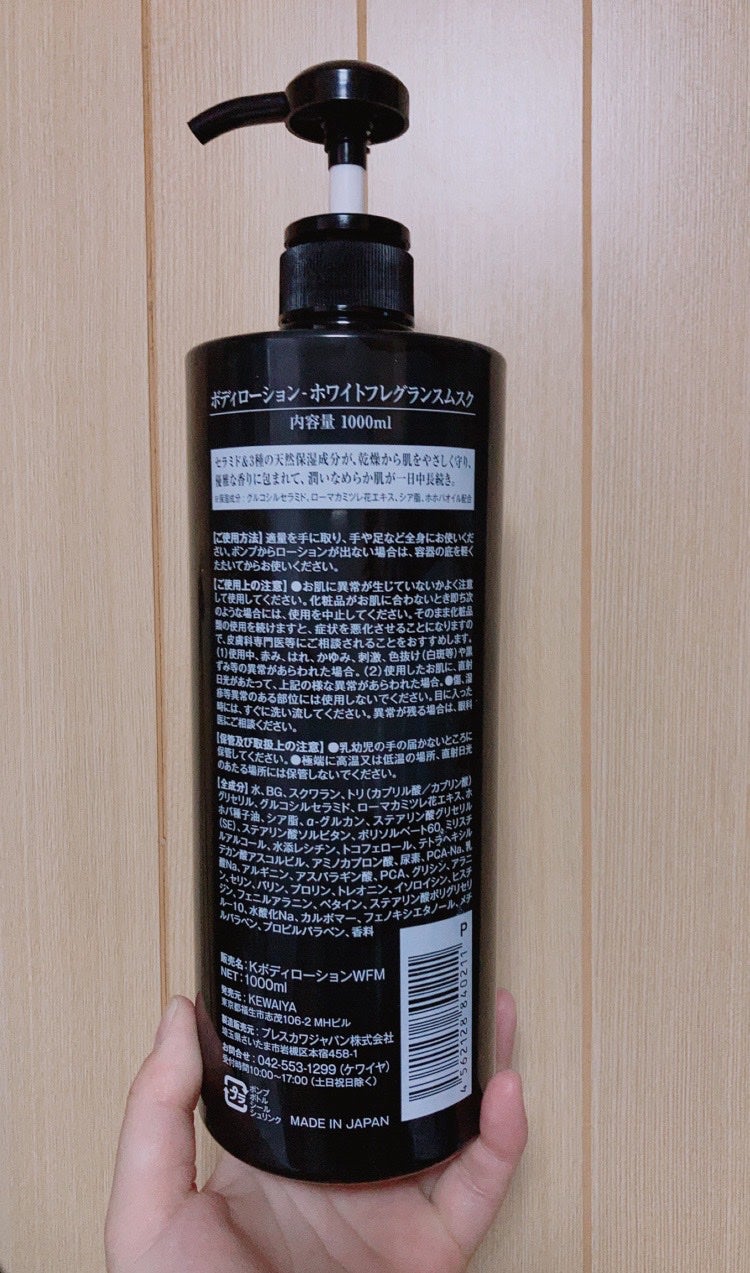 ボディローション-ホワイトフレグランスムスク
内容量 1000ml
セラミド&3種の天然保湿成分が、乾燥から肌をやさしく守り、
優雅な香りに包まれて、潤いなめらか肌が一日中長続き。
※保湿成分：グルコシルセラミド、ローマカミツレ花エキス、シア脂、ホホバオイル配合
【ご使用方法】適量を手に取り、手や足など全身にお使いくだ
さい。ポンプからローションが出ない場合は、容器の底を軽く
たたいてからお使いください。
【ご使用上の注意】●お肌に異常が生じていないかよく注意
して使用してください。化粧品がお肌に合わないとき即ち次
のような場合には、使用を中止してください。そのまま化粧品
類の使用を続けますと、症状を悪化させることになりますの
で、皮膚科専門医等にご相談されることをおすすめします。
(1)使用中、赤み、はれ、かゆみ、刺激、色抜け(白斑等)や黒
ずみ等の異常があらわれた場合。(2)使用したお肌に、直射
日光があたって、上記の様な異常があらわれた場合。●傷、湿
疹等異常のある部位には使用しないでください。目に入った
時には、すぐに洗い流してください。異常が残る場合は、眼科
医にご相談ください。
【保管及び取扱上の注意】●乳幼児の手の届かないところに
保管してください。●極端に高温又は低温の場所、直射日光
のあたる場所には保管しないでください。
【全成分】水、BG、スクワラン、トリ(カプリル酸/カプリン酸)
グリセリル、グルコシルセラミド、ローマカミツレ花エキス、ホ
ホバ種子油、シア脂、α-グルカン、ステアリン酸グリセリル
(SE)、ステアリン酸ソルビタン、ポリソルベート60、ミリスチ
ルアルコール、水添レシチン、トコフェロール、テトラヘキシル
デカン酸アスコルビル、アミノカプロン酸、尿素、PCA-Na、乳
酸Na、アルギニン、アスパラギン酸、PCA、グリシン、アラニ
ン、セリン、バリン、プロリン、トレオニン、イソロイシン、ヒスチ
ジン、フェニルアラニン、ベタイン、ステアリン酸ポリグリセリ
ル-10、水酸化Na、カルボマー、フェノキシエタノール、メチ
ルパラベン、プロピルパラベン、香料
P
4 562128 840211
販売名：KボディローションWFM
NET：1000ml
発売元：KEWAIYA
東京都福生市志茂106-2 MHビル
製造販売元：プレスカワジャパン株式会社
埼玉県さいたま市岩槻区本宿458-1
お問合せ：042-553-1299 (ケワイヤ)
受付時間10:00～17:00 (土日祝日除く)
プラ
ポンプ
ボトル
シール
シュリンク
MADE IN JAPAN